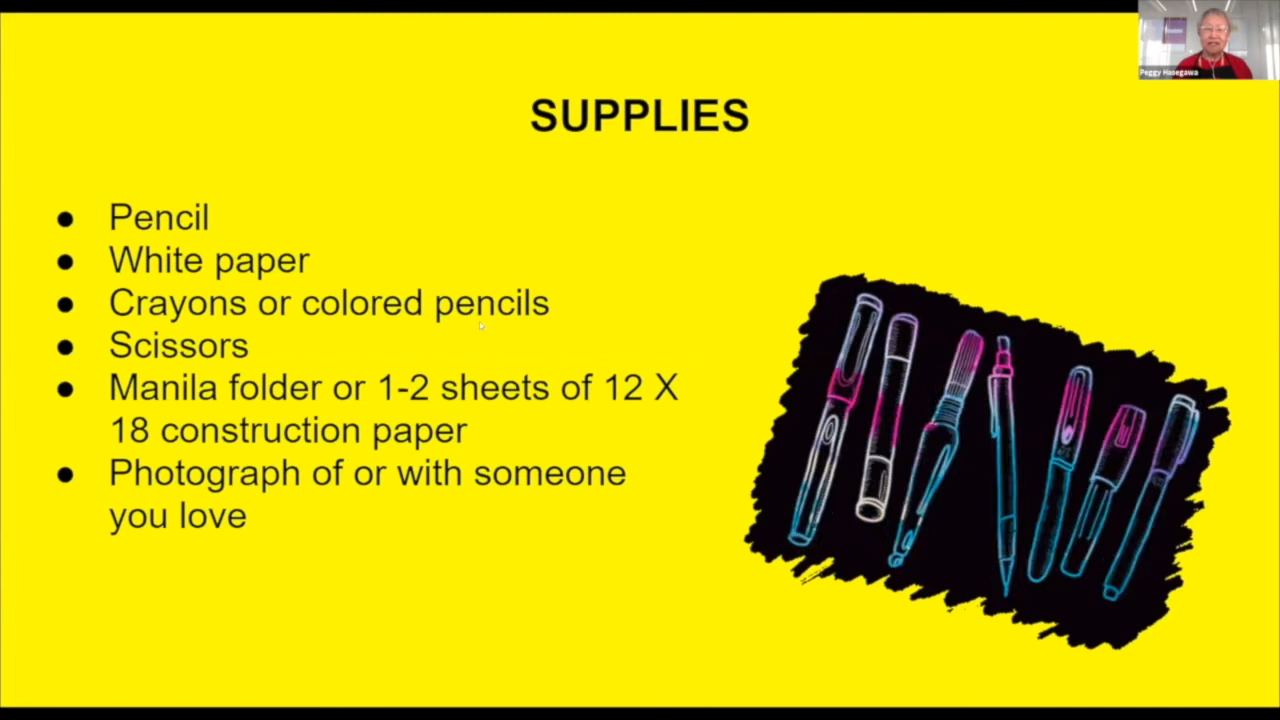 Peggy Hasegawa
SUPPLIES
● Pencil
● White paper
● Crayons or colored pencils
● Scissors
● Manila folder or 1-2 sheets of 12 X
18 construction paper
● Photograph of or with someone
you love